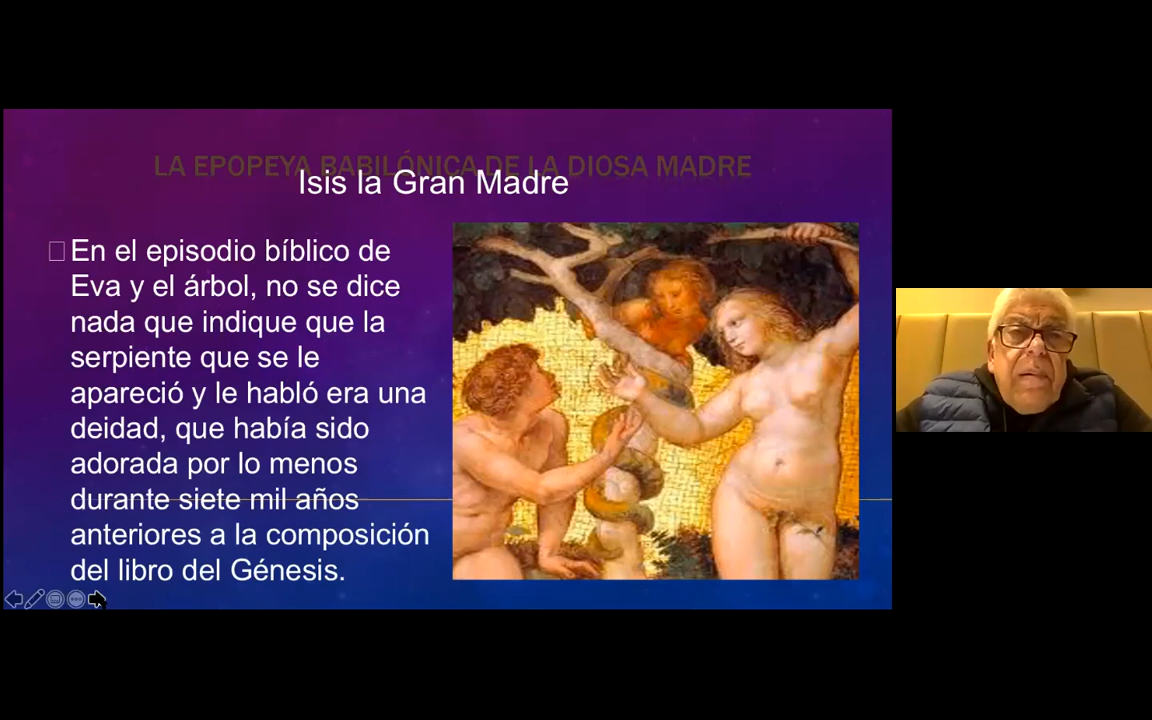 LA EPOPEYA BABILÓNICA DE LA DIOSA MADRE
Isis la Gran Madre
En el episodio bíblico de
Eva y el árbol, no se dice
nada que indique que la
serpiente que se le
apareció y le habló era una
deidad, que había sido
adorada por lo menos
durante siete mil años
anteriores a la composición
del libro del Génesis.